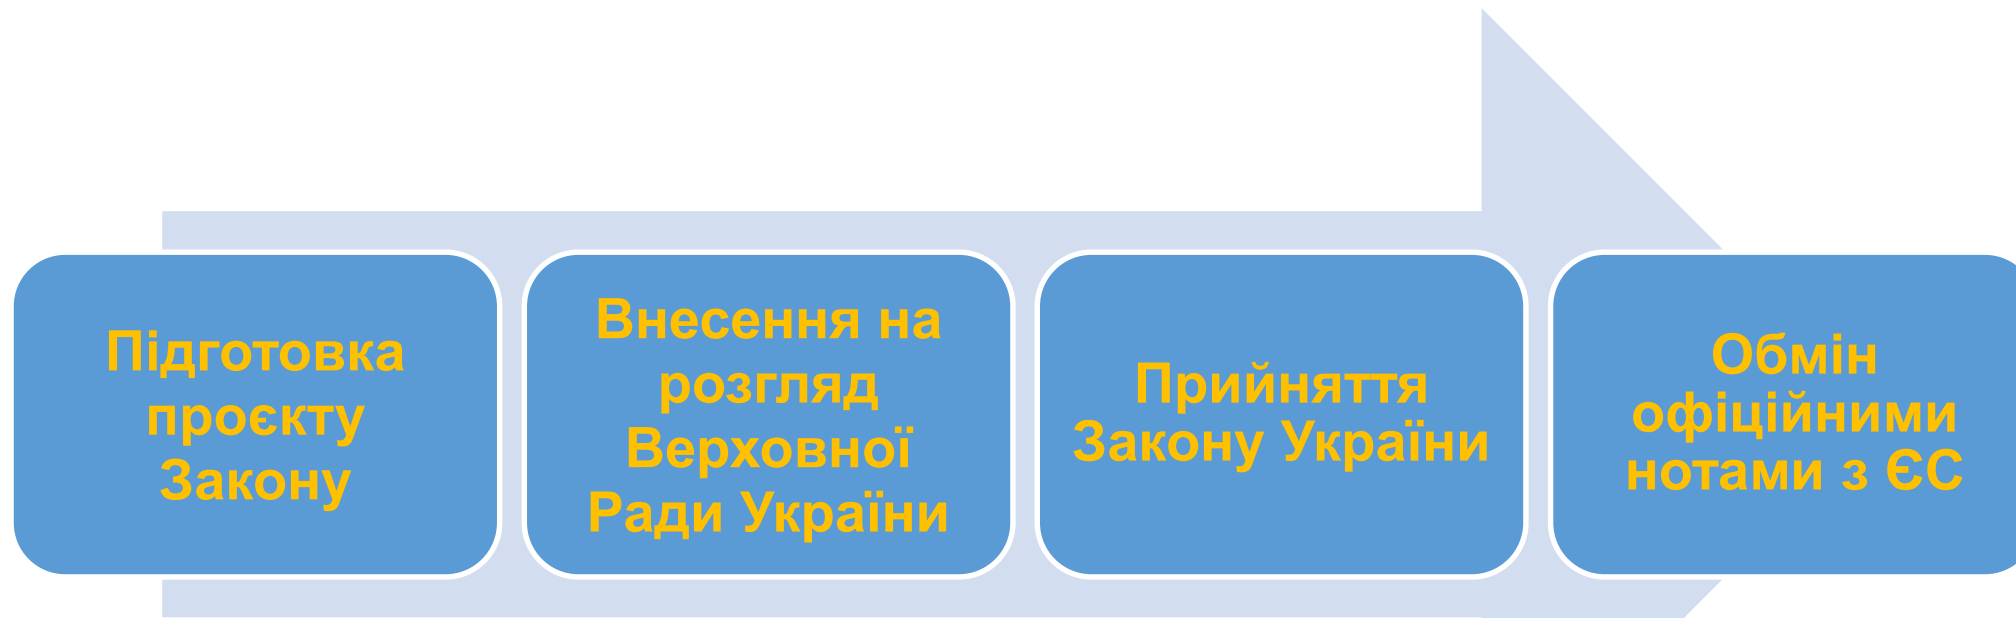 Підготовка
проєкту
Закону
Внесення на
розгляд
Верховної
Ради України
Прийняття
Закону України
Обмін
офіційними
нотами з ЄС